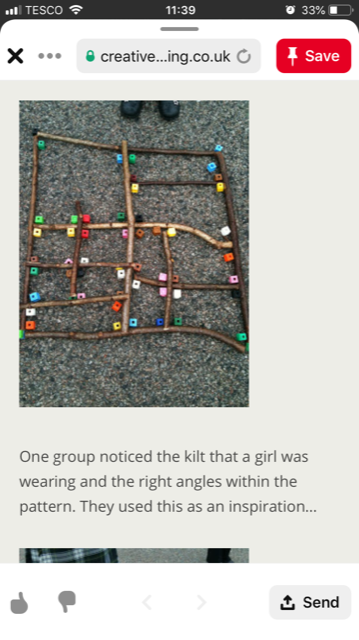 TESCO 11:39 33%
creative...ing.co.uk Save
One group noticed the kilt that a girl was
wearing and the right angles within the
pattern. They used this as an inspiration...
Send